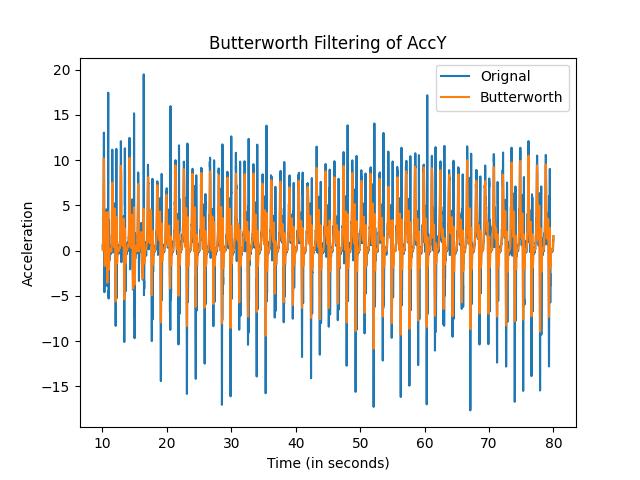 Butterworth Filtering of AccY
Orignal
Butterworth
Acceleration
20
15
10
5
0
−5
−10
−15
10 20 30 40 50 60 70 80
Time (in seconds)